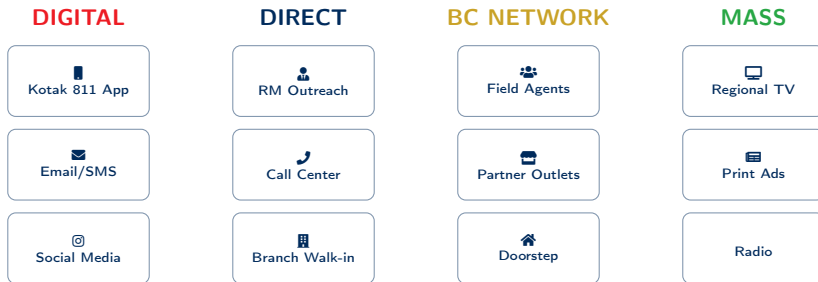 DIGITAL
DIRECT
BC NETWORK
MASS
Kotak 811 App
RM Outreach
Field Agents
Regional TV
Email/SMS
Call Center
Partner Outlets
Print Ads
Social Media
Branch Walk-in
Doorstep
Radio